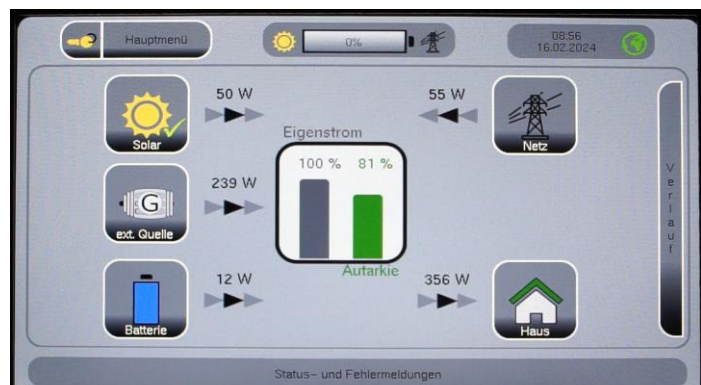 Hauptmenü
0%
08:56
16.02.2024
50 W
55 W
Solar
Netz
Eigenstrom
100 % 81 %
239 W
G
ext. Quelle
Autarkie
12 W
356 W
Batterie
Haus
Verlauf
Status- und Fehlermeldungen